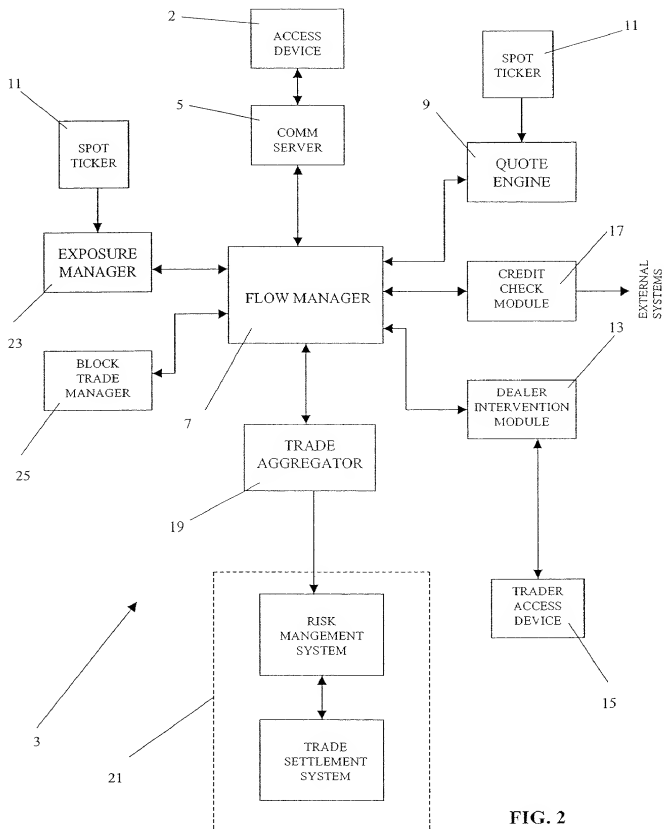 2
ACCESS
DEVICE
11
SPOT
TICKER
11
SPOT
TICKER
5
COMM
SERVER
9
QUOTE
ENGINE
EXPOSURE
MANAGER
23
FLOW MANAGER
7
17
CREDIT
CHECK
MODULE
EXTERNAL
SYSTEMS
13
BLOCK
TRADE
MANAGER
25
DEALER
INTERVENTION
MODULE
TRADE
AGGREGATOR
19
TRADER
ACCESS
DEVICE
15
RISK
MANGEMENT
SYSTEM
3
21
TRADE
SETTLEMENT
SYSTEM
FIG. 2